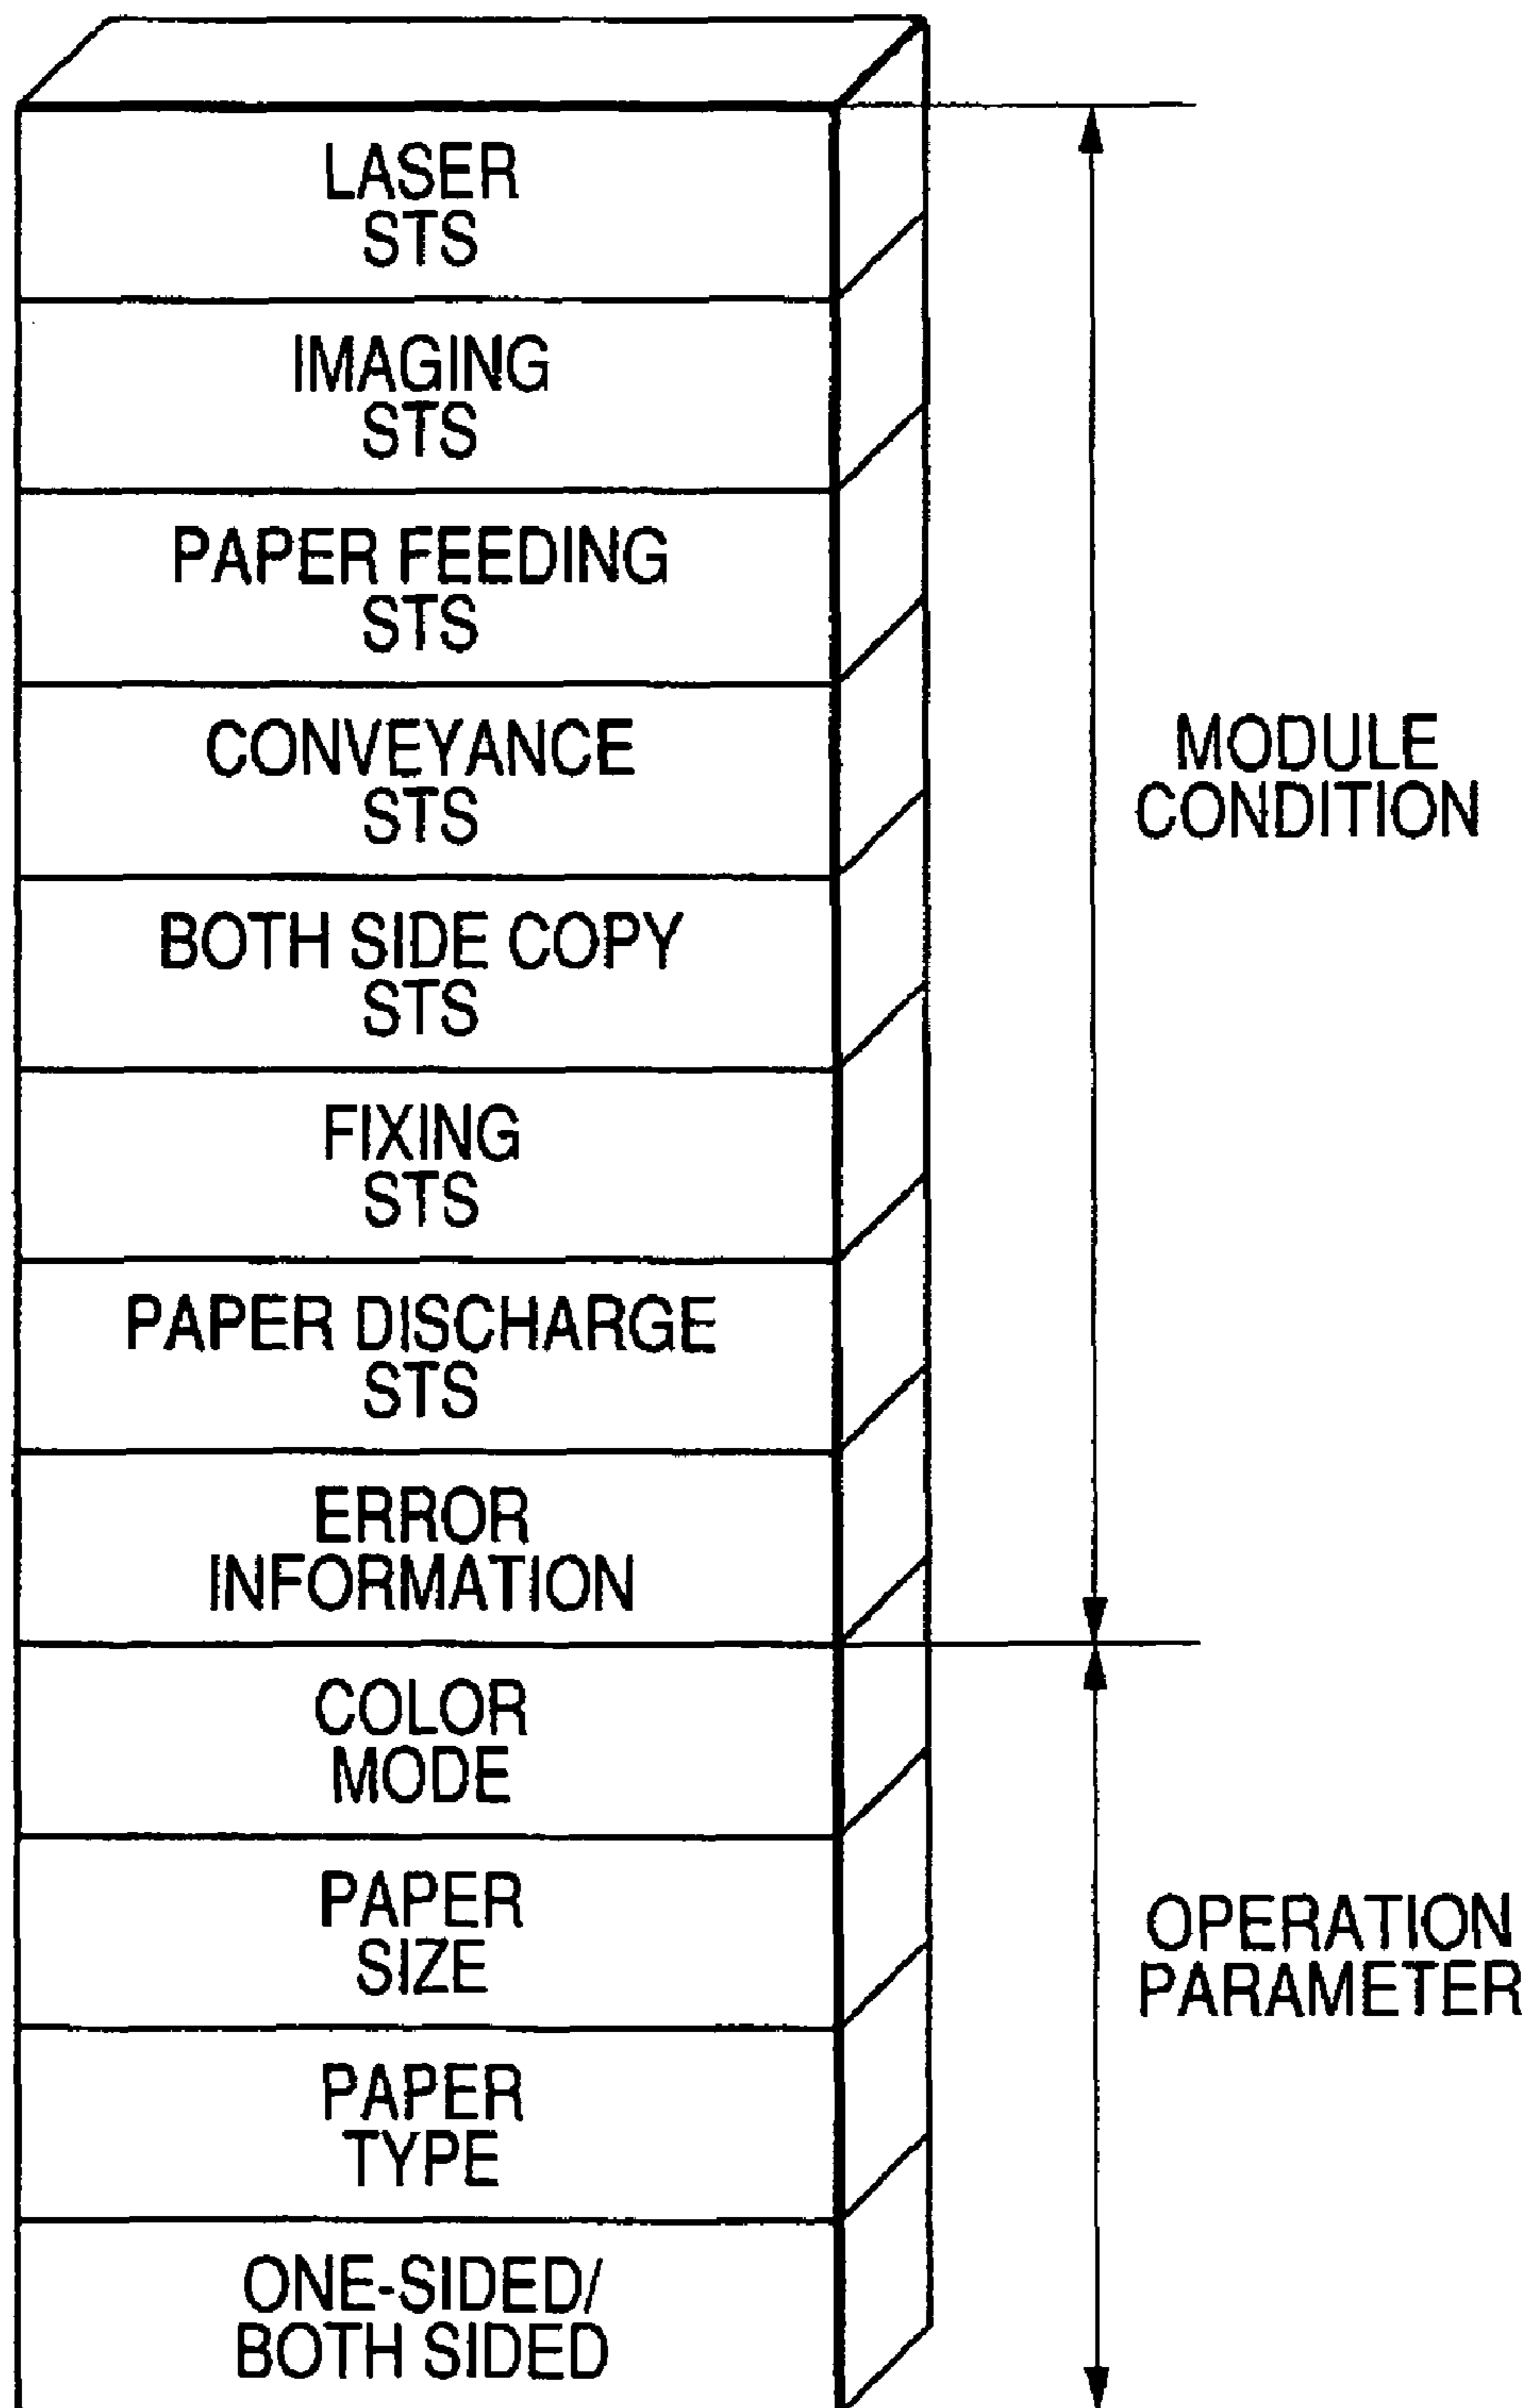 LASER
STS
IMAGING
STS
PAPER FEEDING
STS
CONVEYANCE
STS
BOTH SIDE COPY
STS
FIXING
STS
PAPER DISCHARGE
STS
ERROR
INFORMATION
MODULE
CONDITION
COLOR
MODE
PAPER
SIZE
PAPER
TYPE
ONE-SIDED/
BOTH SIDED
OPERATION
PARAMETER